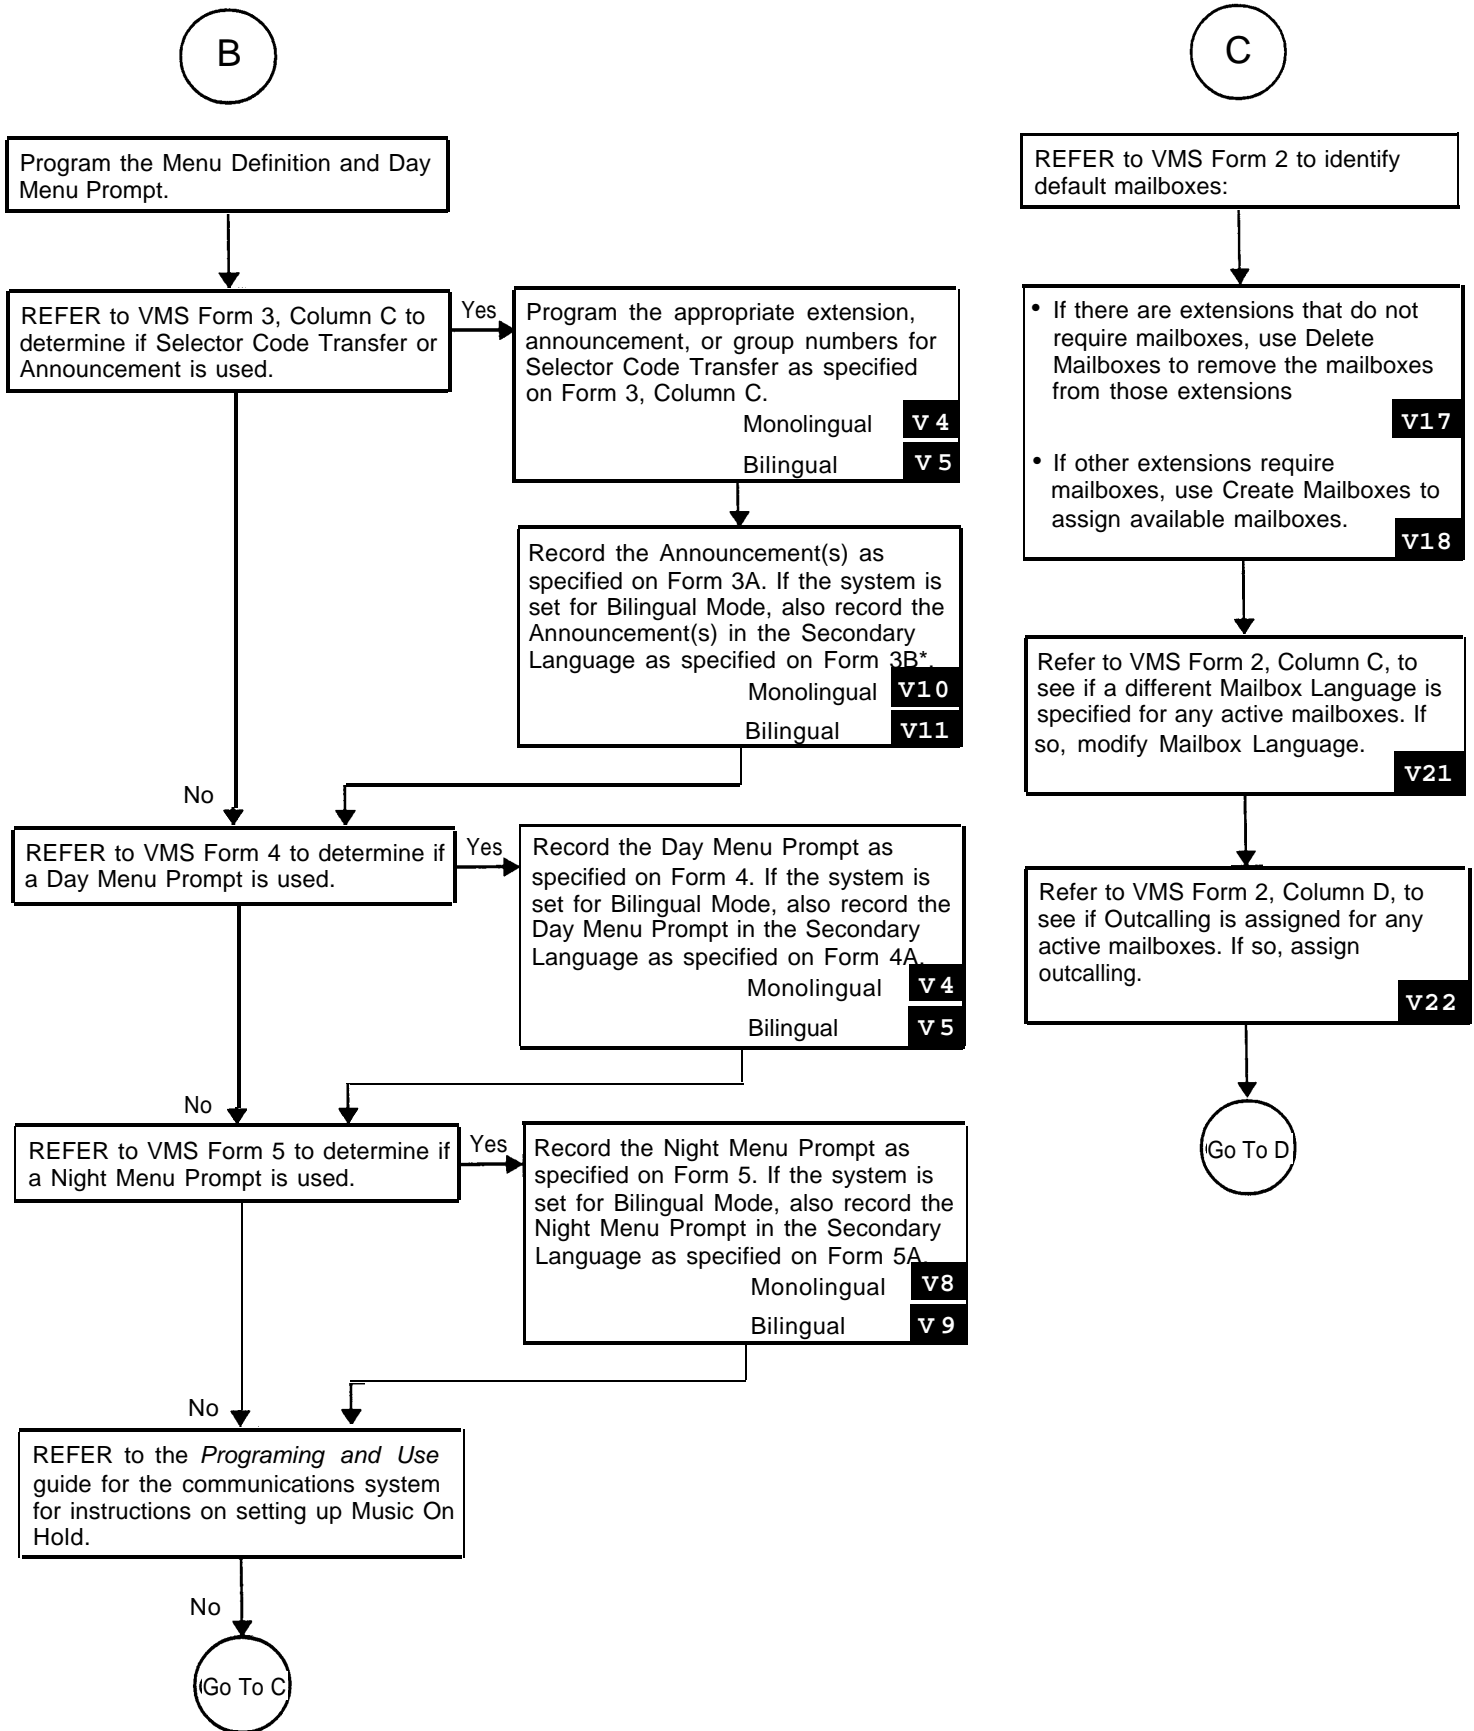 B
Program the Menu Definition and Day
Menu Prompt.
REFER to VMS Form 3, Column C to
determine if Selector Code Transfer or
Announcement is used.
Yes
Program the appropriate extension,
announcement, or group numbers for
Selector Code Transfer as specified
on Form 3, Column C.
Monolingual V 4
Bilingual V 5
Record the Announcement(s) as
specified on Form 3A. If the system is
set for Bilingual Mode, also record the
Announcement(s) in the Secondary
Language as specified on Form 3B*.
Monolingual V10
Bilingual V11
No
REFER to VMS Form 4 to determine if
a Day Menu Prompt is used.
Yes
Record the Day Menu Prompt as
specified on Form 4. If the system is
set for Bilingual Mode, also record the
Day Menu Prompt in the Secondary
Language as specified on Form 4A.
Monolingual V 4
Bilingual V 5
No
REFER to VMS Form 5 to determine if
a Night Menu Prompt is used.
Yes
Record the Night Menu Prompt as
specified on Form 5. If the system is
set for Bilingual Mode, also record the
Night Menu Prompt in the Secondary
Language as specified on Form 5A.
Monolingual V8
Bilingual V 9
No
REFER to the Programing and Use
guide for the communications system
for instructions on setting up Music On
Hold.
No
Go To C
C
REFER to VMS Form 2 to identify
default mailboxes:
• If there are extensions that do not
require mailboxes, use Delete
Mailboxes to remove the mailboxes
from those extensions
V17
• If other extensions require
mailboxes, use Create Mailboxes to
assign available mailboxes.
V18
Refer to VMS Form 2, Column C, to
see if a different Mailbox Language is
specified for any active mailboxes. If
so, modify Mailbox Language.
V21
Refer to VMS Form 2, Column D, to
see if Outcalling is assigned for any
active mailboxes. If so, assign
outcalling.
V22
Go To D